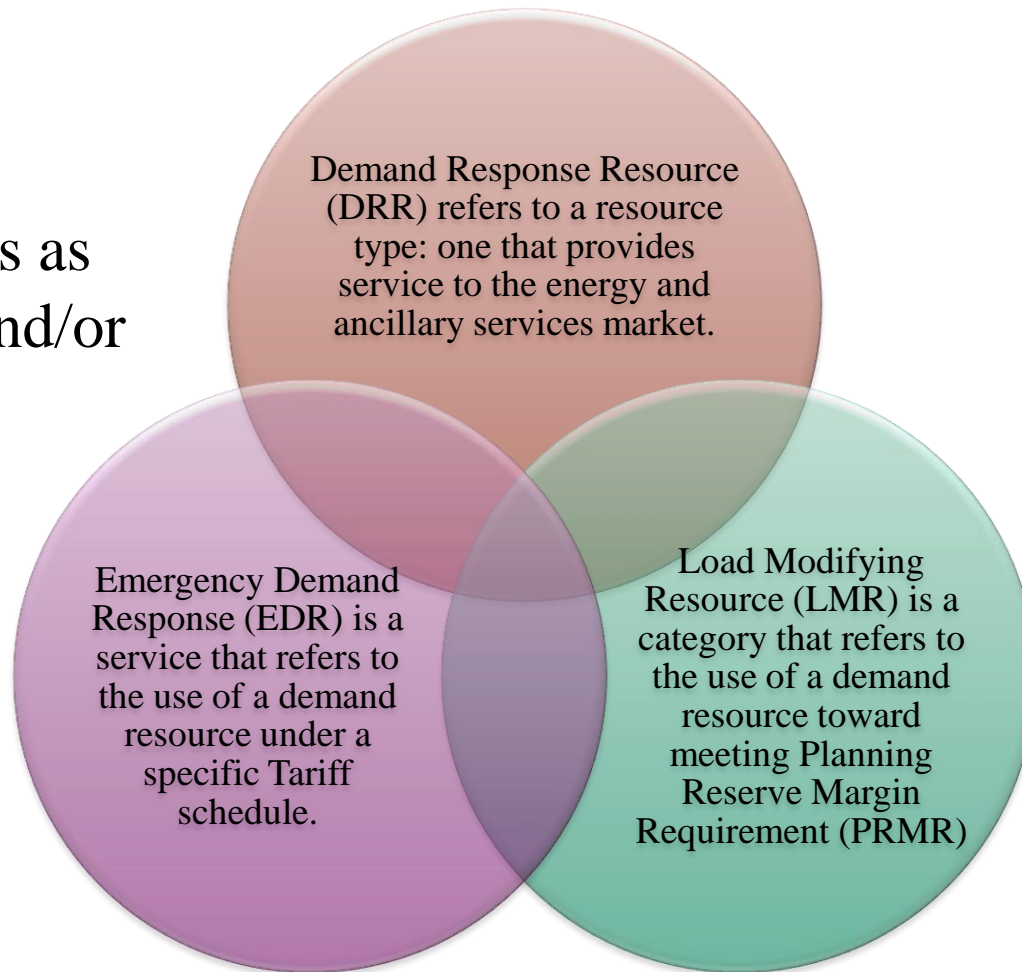 s as
nd/or
Demand Response Resource
(DRR) refers to a resource
type: one that provides
service to the energy and
ancillary services market.
Emergency Demand
Response (EDR) is a
service that refers to
the use of a demand
resource under a
specific Tariff
schedule.
Load Modifying
Resource (LMR) is a
category that refers to
the use of a demand
resource toward
meeting Planning
Reserve Margin
Requirement (PRMR)